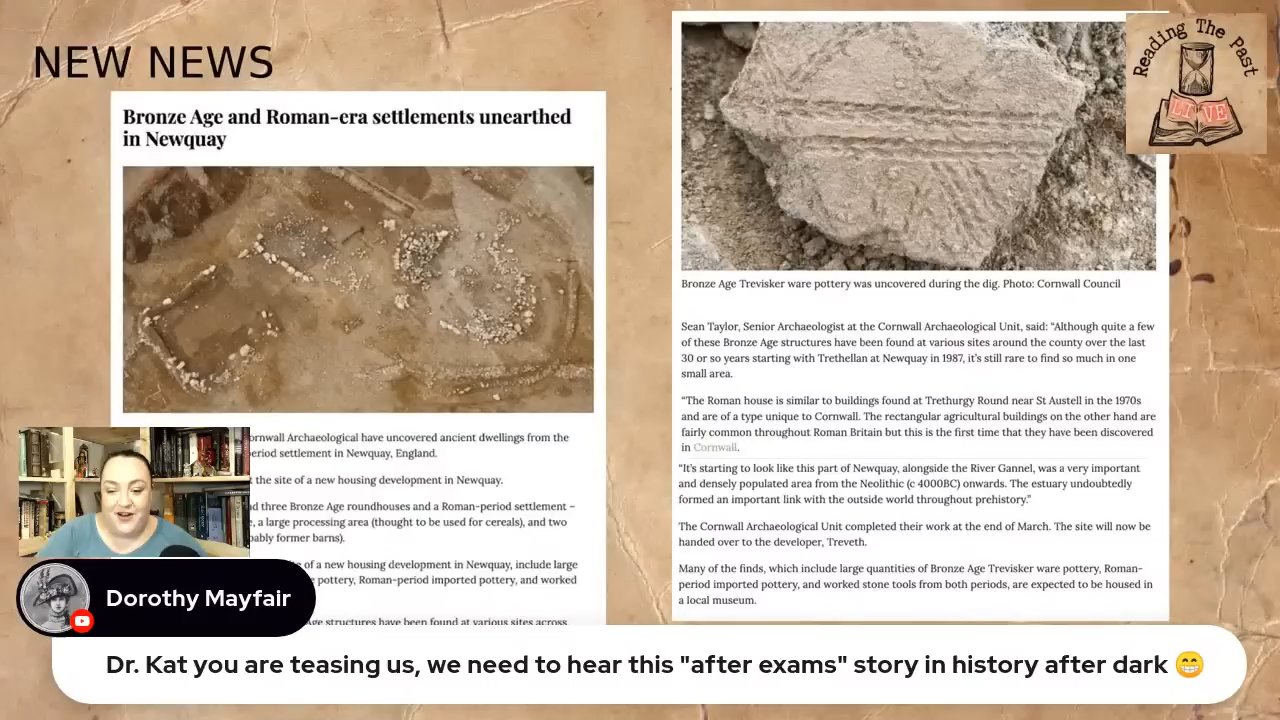 NEW NEWS
Bronze Age and Roman-era settlements unearthed
in Newquay
Cornwall Archaeological have uncovered ancient dwellings from the
period settlement in Newquay, England.
the site of a new housing development in Newquay.
three Bronze Age roundhouses and a Roman-period settlement –
a large processing area (thought to be used for cereals), and two
former barns).
of a new housing development in Newquay, include large
pottery, Roman-period imported pottery, and worked
Age structures have been found at various sites across
Reading The Past
LIVE
Bronze Age Trevisker ware pottery was uncovered during the dig. Photo: Cornwall Council
Sean Taylor, Senior Archaeologist at the Cornwall Archaeological Unit, said: “Although quite a few
of these Bronze Age structures have been found at various sites around the county over the last
30 or so years starting with Trethellan at Newquay in 1987, it’s still rare to find so much in one
small area.
“The Roman house is similar to buildings found at Trethurgy Round near St Austell in the 1970s
and are of a type unique to Cornwall. The rectangular agricultural buildings on the other hand are
fairly common throughout Roman Britain but this is the first time that they have been discovered
in Cornwall.
“It’s starting to look like this part of Newquay, alongside the River Gannel, was a very important
and densely populated area from the Neolithic (c 4000BC) onwards. The estuary undoubtedly
formed an important link with the outside world throughout prehistory.”
The Cornwall Archaeological Unit completed their work at the end of March. The site will now be
handed over to the developer, Treveth.
Many of the finds, which include large quantities of Bronze Age Trevisker ware pottery, Roman-
period imported pottery, and worked stone tools from both periods, are expected to be housed in
a local museum.
Dorothy Mayfair
Dr. Kat you are teasing us, we need to hear this "after exams" story in history after dark 😁